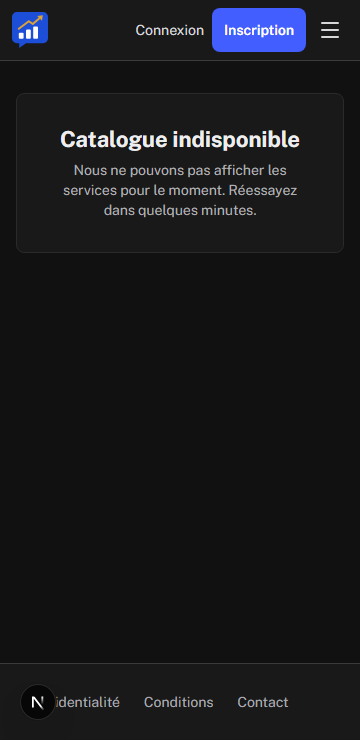 Connexion
Inscription
Catalogue indisponible
Nous ne pouvons pas afficher les
services pour le moment. Réessayez
dans quelques minutes.
identialité
Conditions
Contact